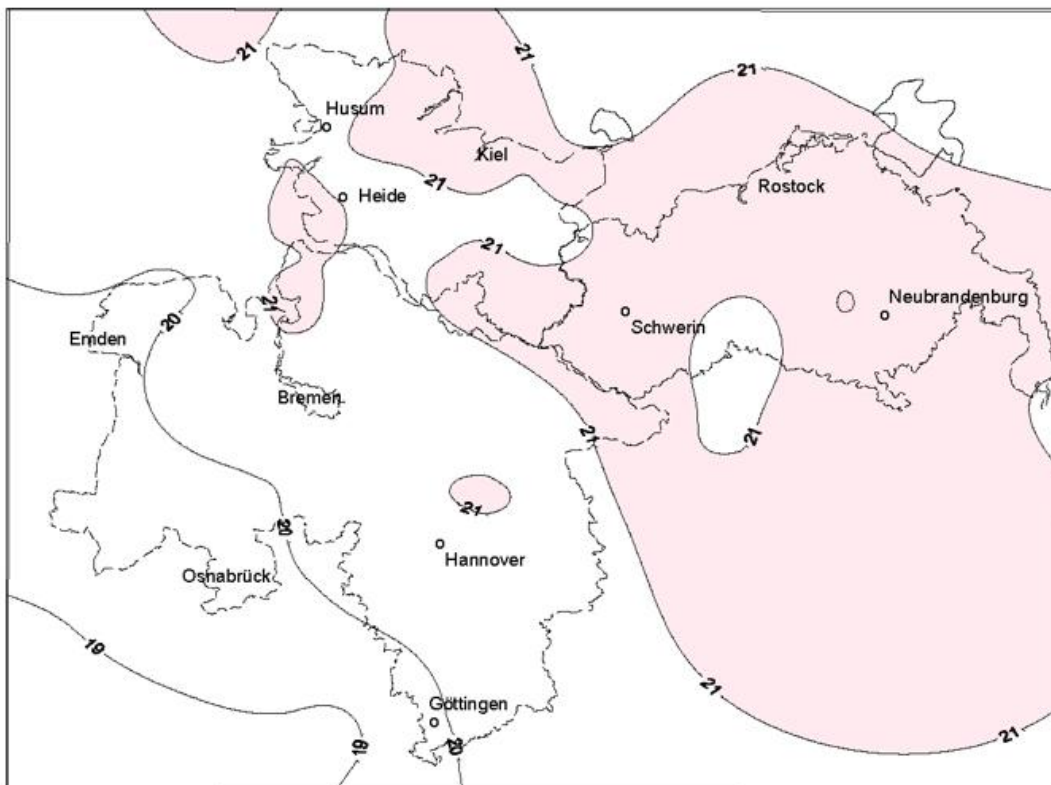 21
21
21
Husum
Kiel
21
Rostock
Heide
21
21
Neubrandenburg
20
Schwerin
Emden
Bremen
21
21
21
20
Hannover
Osnabrück
19
21
Göttingen
21
19
20